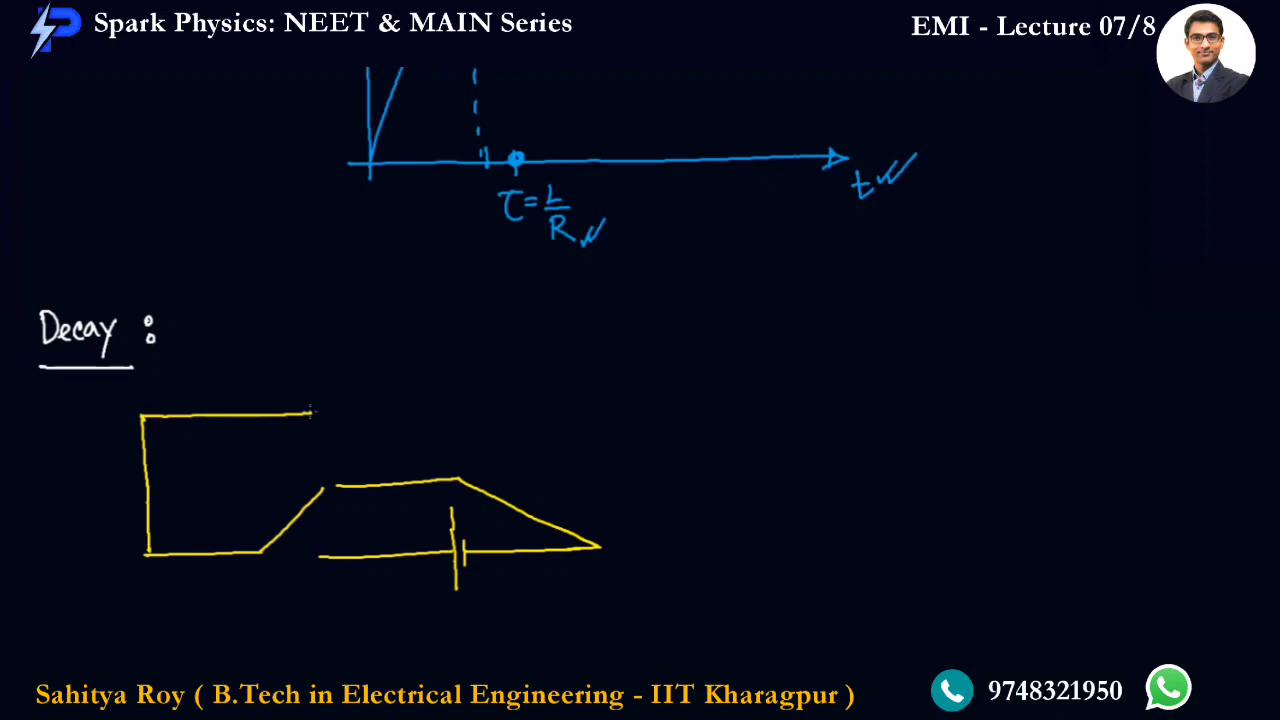 Spark Physics: NEET & MAIN Series
EMI - Lecture 07/8
t
τ = L/R
Decay :
Sahitya Roy ( B.Tech in Electrical Engineering - IIT Kharagpur )
9748321950